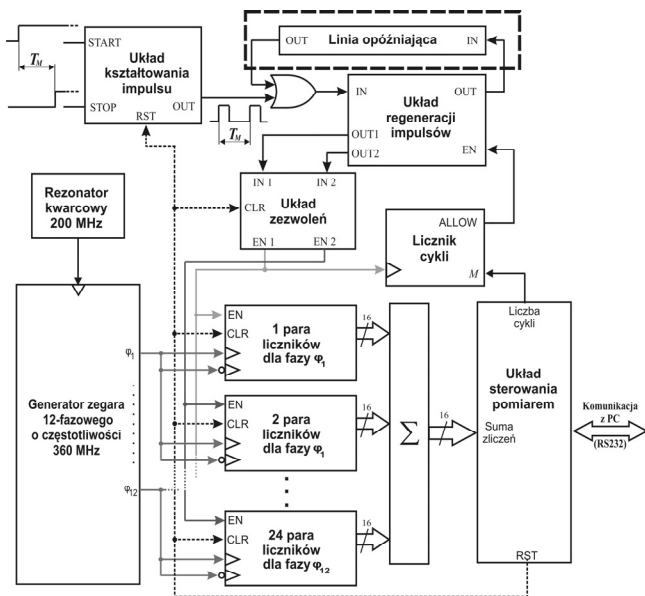 START
T_M
STOP
Układ
kształtowania
impulsu
OUT
RST
T_M
OUT
Linia opóźniająca
IN
IN
OUT
Układ
regeneracji
impulsów
OUT1
OUT2
EN
IN 1
IN 2
CLR
Układ
zezwoleń
EN 1
EN 2
Rezonator
kwarcowy
200 MHz
ALLOW
Licznik
cykli
M
Generator zegara
12-fazowego
o częstotliwości
360 MHz
φ1
φ12
EN
CLR
1 para
liczników
dla fazy φ1
16
EN
CLR
2 para
liczników
dla fazy φ1
16
EN
CLR
24 para
liczników
dla fazy φ12
16
Σ
16
Liczba
cykli
Układ
sterowania
pomiarem
Suma
zliczeń
RST
Komunikacja
z PC
(RS232)